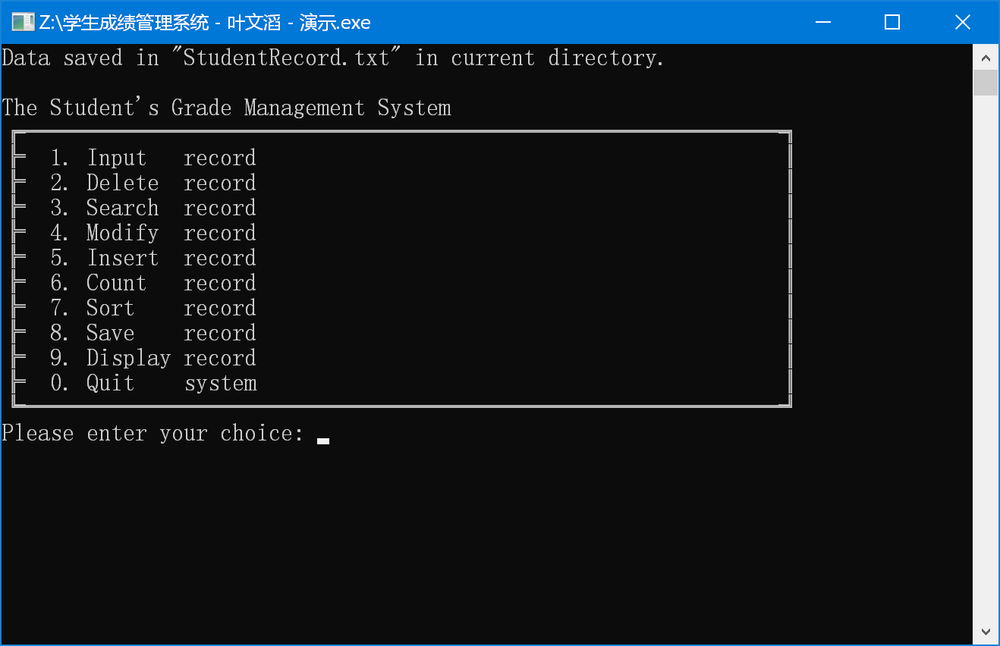 Z:\学生成绩管理系统 - 叶文滔 - 演示.exe
Data saved in "StudentRecord.txt" in current directory.
The Student's Grade Management System
1. Input   record
2. Delete  record
3. Search  record
4. Modify  record
5. Insert  record
6. Count   record
7. Sort    record
8. Save    record
9. Display record
0. Quit    system
Please enter your choice: